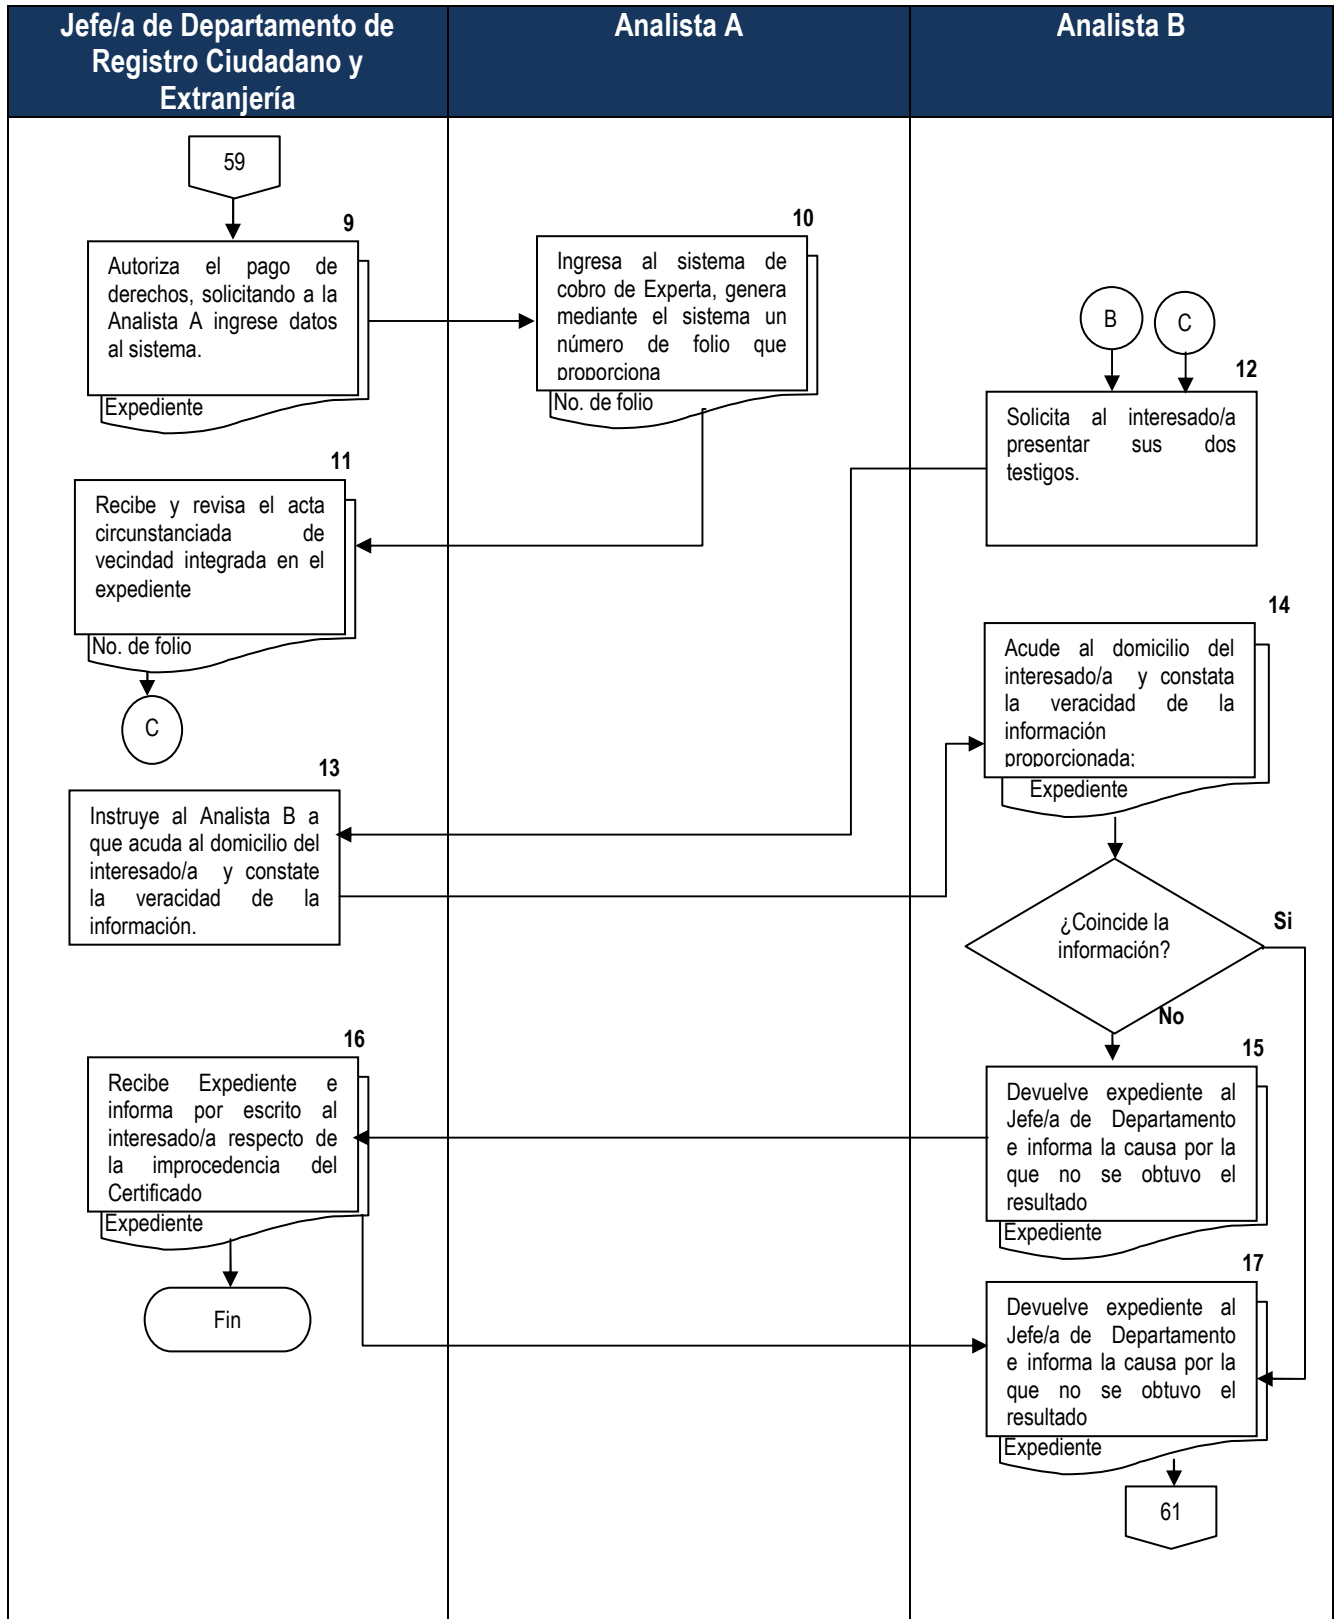 Jefe/a de Departamento de
Registro Ciudadano y
Extranjería
Analista A
Analista B
59
9
Autoriza el pago de
derechos, solicitando a la
Analista A ingrese datos
al sistema.
Expediente
10
Ingresa al sistema de
cobro de Experta, genera
mediante el sistema un
número de folio que
proporciona
No. de folio
B
C
12
Solicita al interesado/a
presentar sus dos
testigos.
11
Recibe y revisa el acta
circunstanciada de
vecindad integrada en el
expediente
No. de folio
C
13
Instruye al Analista B a
que acuda al domicilio del
interesado/a y constate
la veracidad de la
información.
14
Acude al domicilio del
interesado/a y constata
la veracidad de la
información
proporcionada;
Expediente
¿Coincide la
información?
Si
No
15
Devuelve expediente al
Jefe/a de Departamento
e informa la causa por la
que no se obtuvo el
resultado
Expediente
16
Recibe Expediente e
informa por escrito al
interesado/a respecto de
la improcedencia del
Certificado
Expediente
Fin
17
Devuelve expediente al
Jefe/a de Departamento
e informa la causa por la
que no se obtuvo el
resultado
Expediente
61